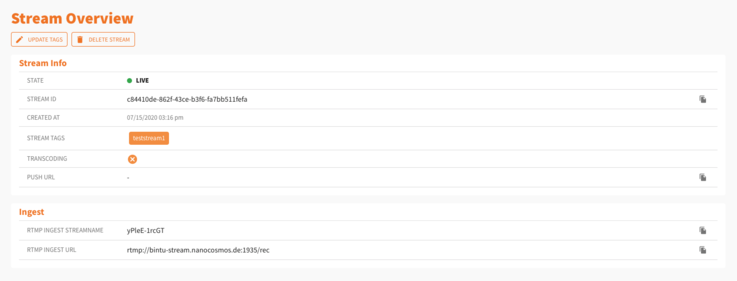 Stream Overview
UPDATE TAGS DELETE STREAM
Stream Info
STATE LIVE
STREAM ID c84410de-862f-43ce-b3f6-fa7bb511fefa
CREATED AT 07/15/2020 03:16 pm
STREAM TAGS teststream1
TRANSCODING
PUSH URL -
Ingest
RTMP INGEST STREAMNAME yPleE-1rcGT
RTMP INGEST URL rtmp://bintu-stream.nanocosmos.de:1935/rec